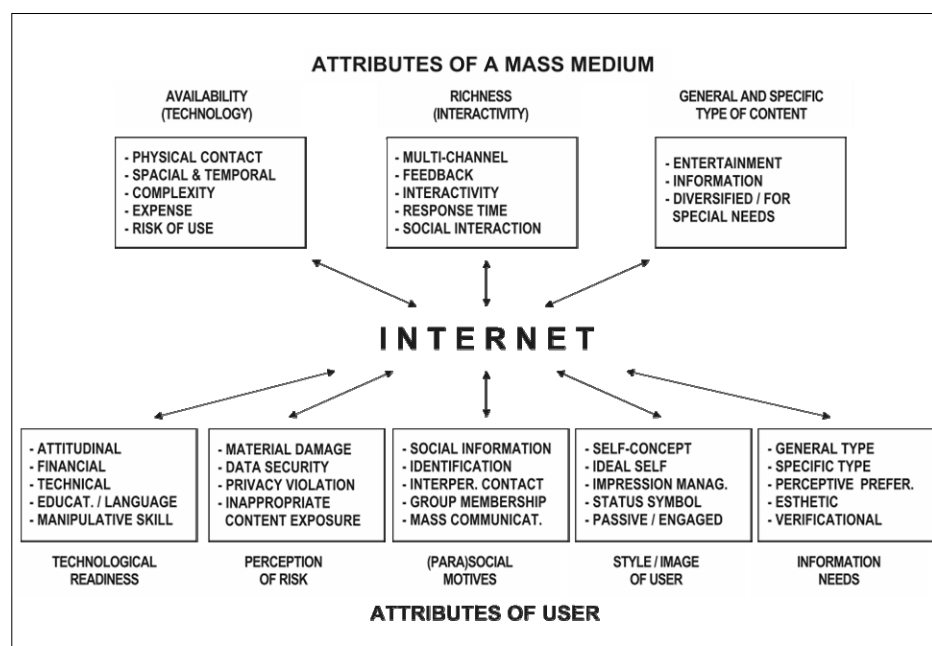 ATTRIBUTES OF A MASS MEDIUM
AVAILABILITY
(TECHNOLOGY)
- PHYSICAL CONTACT
- SPACIAL & TEMPORAL
- COMPLEXITY
- EXPENSE
- RISK OF USE
RICHNESS
(INTERACTIVITY)
- MULTI-CHANNEL
- FEEDBACK
- INTERACTIVITY
- RESPONSE TIME
- SOCIAL INTERACTION
GENERAL AND SPECIFIC
TYPE OF CONTENT
- ENTERTAINMENT
- INFORMATION
- DIVERSIFIED / FOR
SPECIAL NEEDS
INTERNET
- ATTITUDINAL
- FINANCIAL
- TECHNICAL
- EDUCAT. / LANGUAGE
- MANIPULATIVE SKILL
TECHNOLOGICAL
READINESS
- MATERIAL DAMAGE
- DATA SECURITY
- PRIVACY VIOLATION
- INAPPROPRIATE
CONTENT EXPOSURE
PERCEPTION
OF RISK
- SOCIAL INFORMATION
- IDENTIFICATION
- INTERPER. CONTACT
- GROUP MEMBERSHIP
- MASS COMMUNICAT.
(PARA)SOCIAL
MOTIVES
- SELF-CONCEPT
- IDEAL SELF
- IMPRESSION MANAG.
- STATUS SYMBOL
- PASSIVE / ENGAGED
STYLE / IMAGE
OF USER
- GENERAL TYPE
- SPECIFIC TYPE
- PERCEPTIVE PREFER.
- ESTHETIC
- VERIFICATIONAL
INFORMATION
NEEDS
ATTRIBUTES OF USER